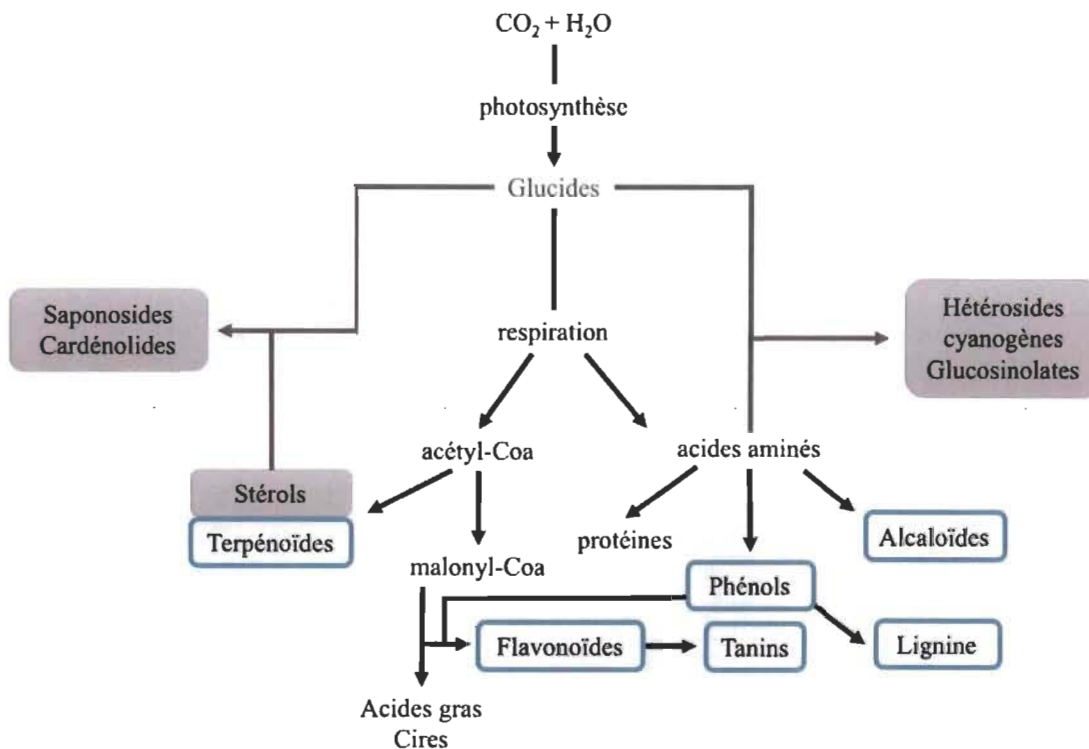 CO₂ + H₂O
photosynthèse
Glucides
Saponosides
Cardénolides
respiration
Hétérosides
cyanogènes
Glucosinolates
acétyl-Coa
acides aminés
Stérols
Terpénoïdes
protéines
Alcaloïdes
malonyl-Coa
Phénols
Flavonoïdes
Tanins
Lignine
Acides gras
Cires